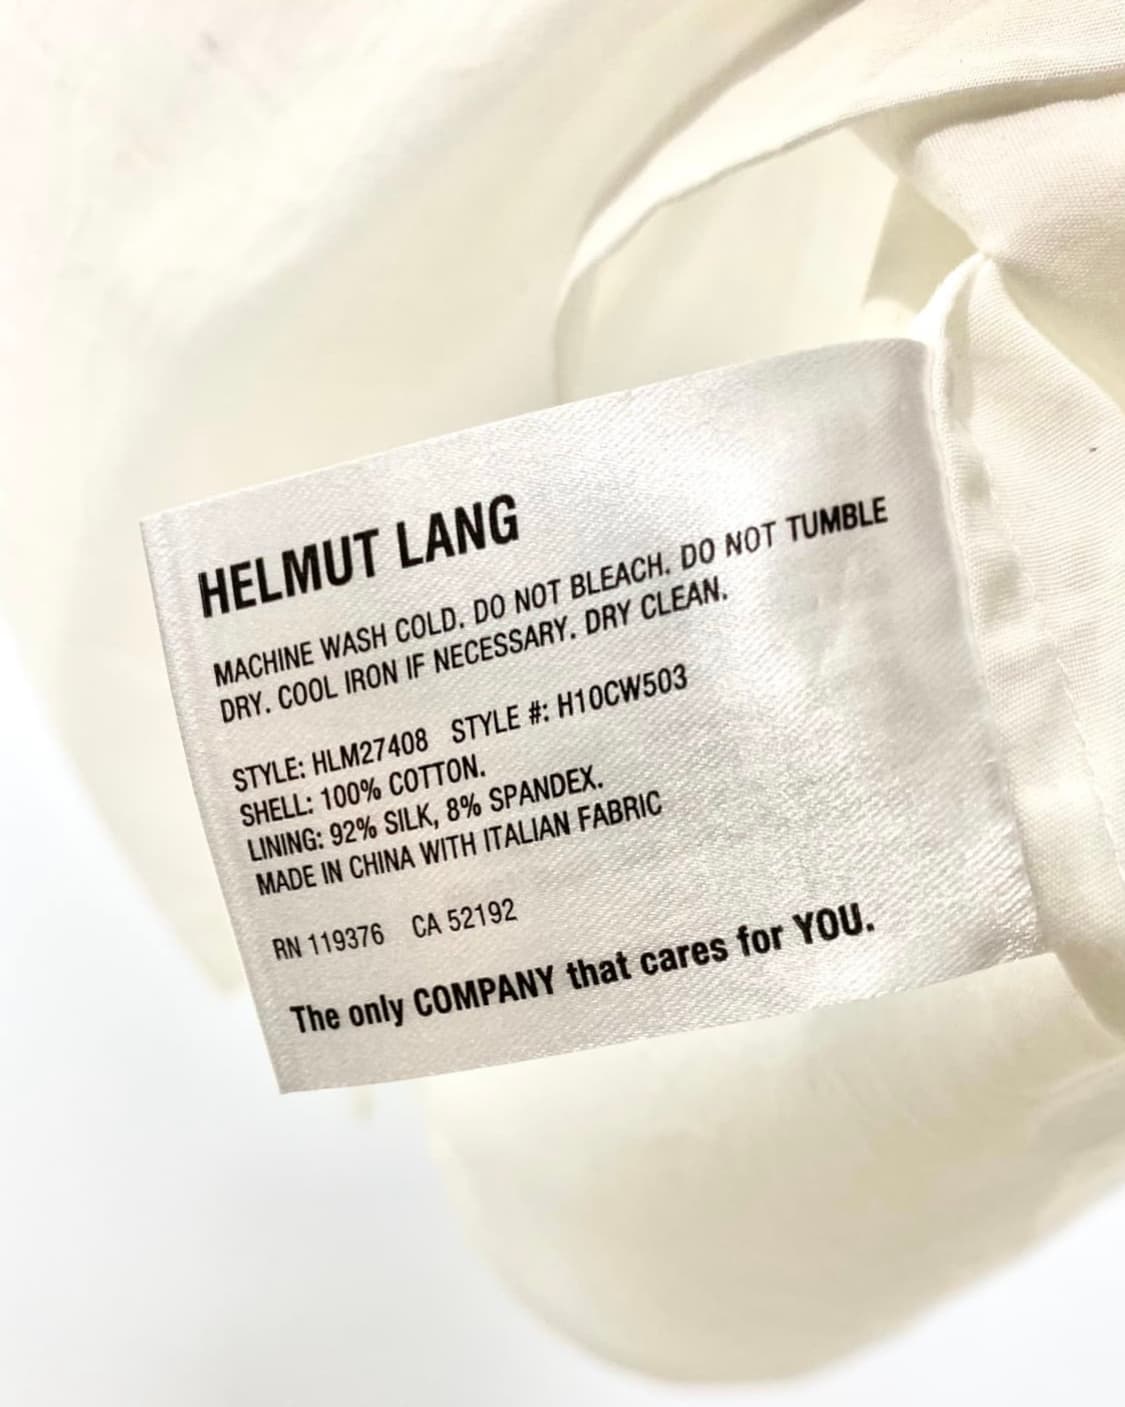 HELMUT LANG
MACHINE WASH COLD. DO NOT BLEACH. DO NOT TUMBLE
DRY. COOL IRON IF NECESSARY. DRY CLEAN.
STYLE: HLM27408 STYLE #: H10CW503
SHELL: 100% COTTON.
LINING: 92% SILK, 8% SPANDEX.
MADE IN CHINA WITH ITALIAN FABRIC
RN 119376 CA 52192
The only COMPANY that cares for YOU.